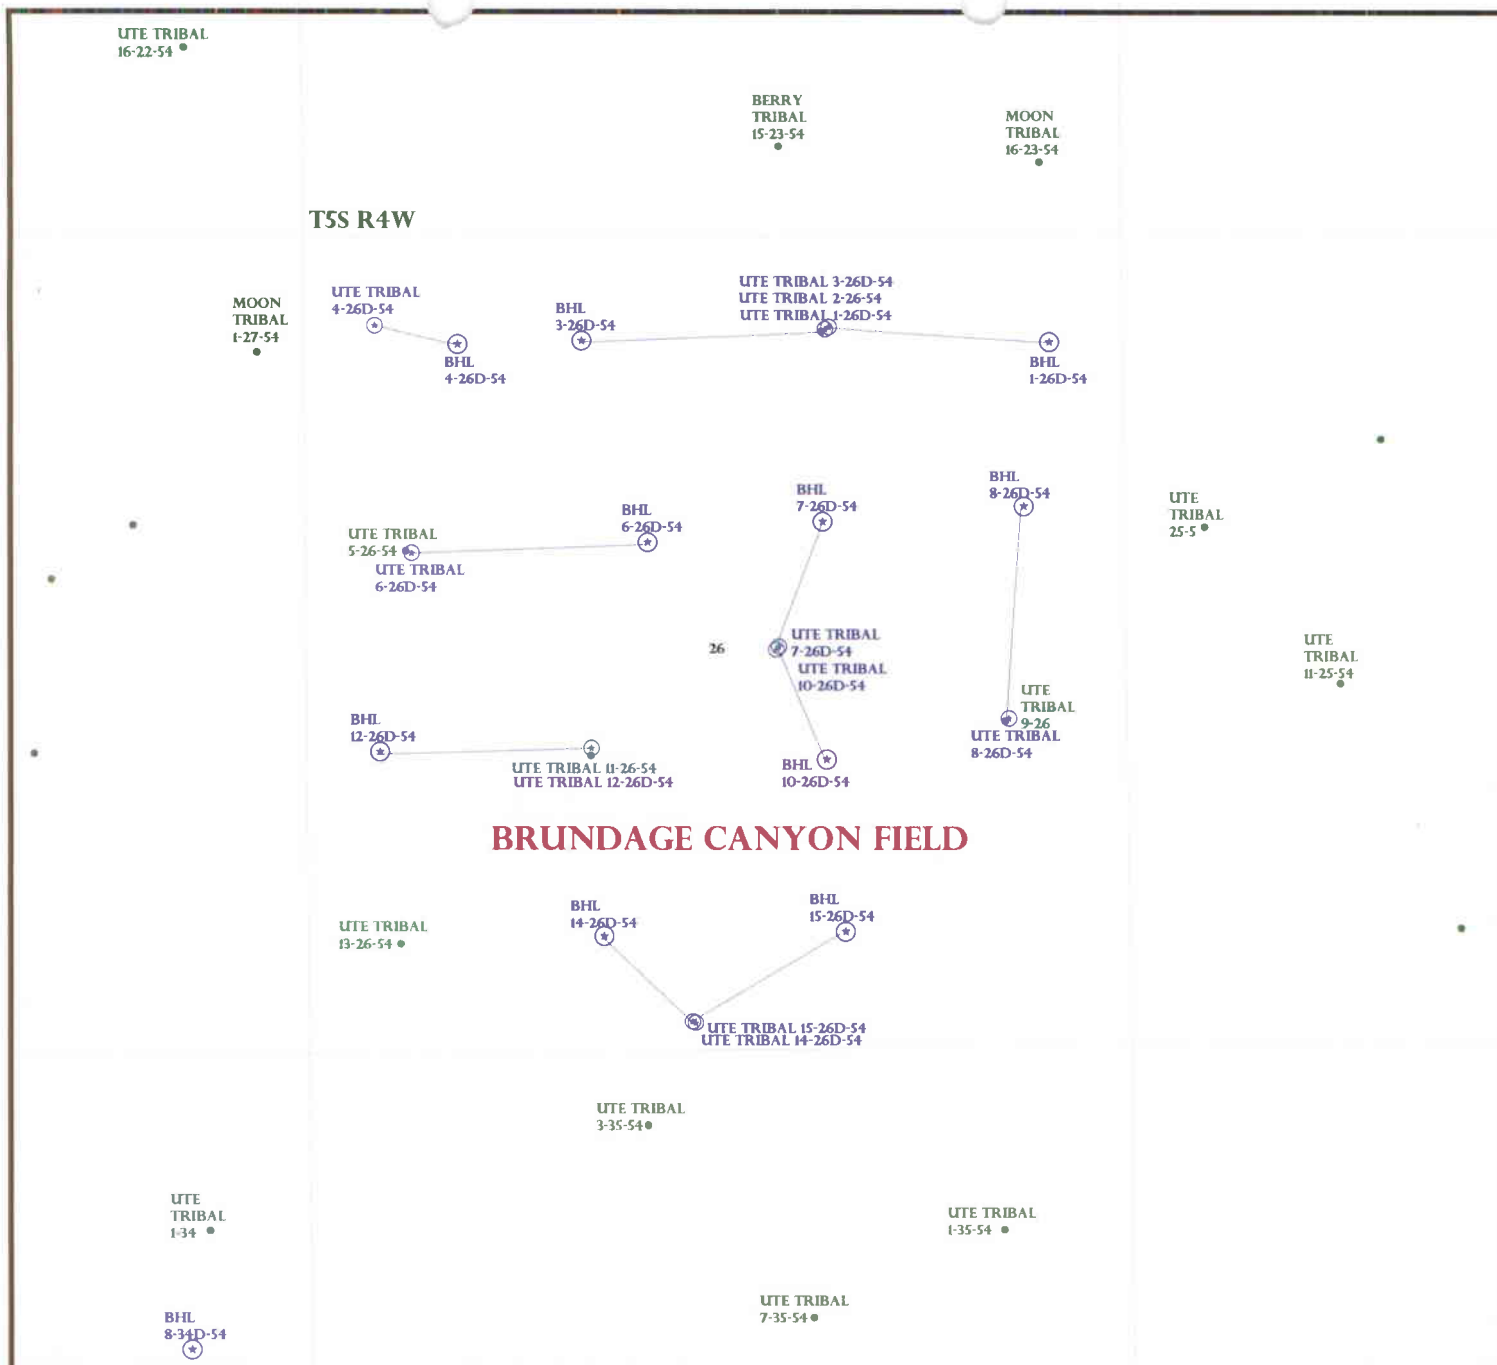 UTE TRIBAL
16-22-54
BERRY
TRIBAL
15-23-54
MOON
TRIBAL
16-23-54
T5S R4W
MOON
TRIBAL
1-27-54
UTE TRIBAL
4-26D-54
BHL
4-26D-54
BHL
3-26D-54
UTE TRIBAL 3-26D-54
UTE TRIBAL 2-26-54
UTE TRIBAL 1-26D-54
BHL
1-26D-54
UTE TRIBAL
5-26-54
UTE TRIBAL
6-26D-54
BHL
6-26D-54
BHL
7-26D-54
BHL
8-26D-54
UTE
TRIBAL
25-5
26
UTE TRIBAL
7-26D-54
UTE TRIBAL
10-26D-54
UTE
TRIBAL
11-25-54
UTE
TRIBAL
9-26
UTE TRIBAL
8-26D-54
BHL
12-26D-54
UTE TRIBAL 11-26-54
UTE TRIBAL 12-26D-54
BHL
10-26D-54
BRUNDAGE CANYON FIELD
UTE TRIBAL
13-26-54
BHL
14-26D-54
BHL
15-26D-54
UTE TRIBAL 15-26D-54
UTE TRIBAL 14-26D-54
UTE TRIBAL
3-35-54
UTE
TRIBAL
1-34
UTE TRIBAL
1-35-54
UTE TRIBAL
7-35-54
BHL
8-34D-54